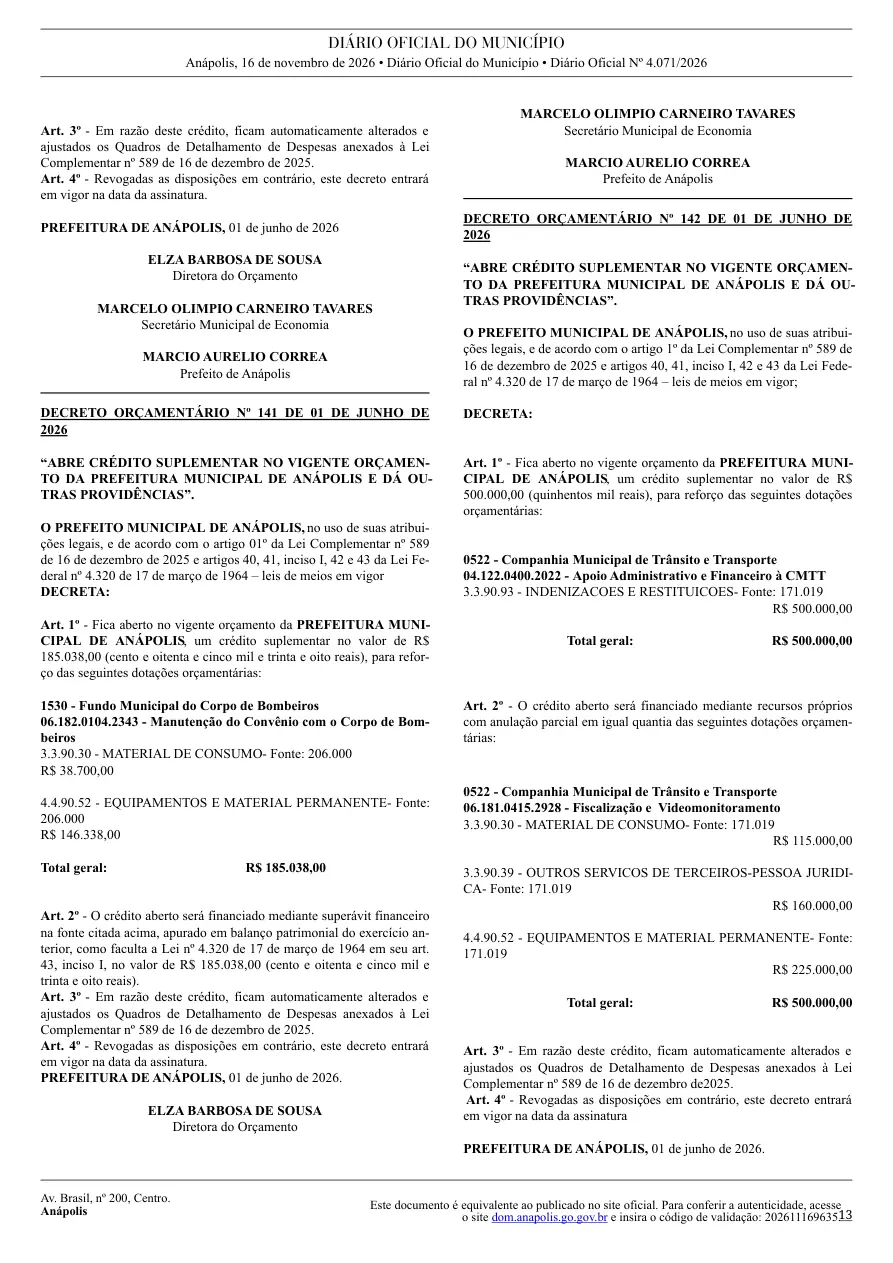 DIÁRIO OFICIAL DO MUNICÍPIO
Anápolis, 16 de novembro de 2026 • Diário Oficial do Município • Diário Oficial Nº 4.071/2026
Art. 3º - Em razão deste crédito, ficam automaticamente alterados e
ajustados os Quadros de Detalhamento de Despesas anexados à Lei
Complementar nº 589 de 16 de dezembro de 2025.
Art. 4º - Revogadas as disposições em contrário, este decreto entrará
em vigor na data da assinatura.
PREFEITURA DE ANÁPOLIS, 01 de junho de 2026
ELZA BARBOSA DE SOUSA
Diretora do Orçamento
MARCELO OLIMPIO CARNEIRO TAVARES
Secretário Municipal de Economia
MARCIO AURELIO CORREA
Prefeito de Anápolis
DECRETO ORÇAMENTÁRIO Nº 141 DE 01 DE JUNHO DE
2026
“ABRE CRÉDITO SUPLEMENTAR NO VIGENTE ORÇAMEN-
TO DA PREFEITURA MUNICIPAL DE ANÁPOLIS E DÁ OU-
TRAS PROVIDÊNCIAS”.
O PREFEITO MUNICIPAL DE ANÁPOLIS, no uso de suas atribui-
ções legais, e de acordo com o artigo 01º da Lei Complementar nº 589
de 16 de dezembro de 2025 e artigos 40, 41, inciso I, 42 e 43 da Lei Fe-
deral nº 4.320 de 17 de março de 1964 – leis de meios em vigor
DECRETA:
Art. 1º - Fica aberto no vigente orçamento da PREFEITURA MUNI-
CIPAL DE ANÁPOLIS, um crédito suplementar no valor de R$
185.038,00 (cento e oitenta e cinco mil e trinta e oito reais), para refor-
ço das seguintes dotações orçamentárias:
1530 - Fundo Municipal do Corpo de Bombeiros
06.182.0104.2343 - Manutenção do Convênio com o Corpo de Bom-
beiros
3.3.90.30 - MATERIAL DE CONSUMO- Fonte: 206.000
R$ 38.700,00
4.4.90.52 - EQUIPAMENTOS E MATERIAL PERMANENTE- Fonte:
206.000
R$ 146.338,00
Total geral: R$ 185.038,00
Art. 2º - O crédito aberto será financiado mediante superávit financeiro
na fonte citada acima, apurado em balanço patrimonial do exercício an-
terior, como faculta a Lei nº 4.320 de 17 de março de 1964 em seu art.
43, inciso I, no valor de R$ 185.038,00 (cento e oitenta e cinco mil e
trinta e oito reais).
Art. 3º - Em razão deste crédito, ficam automaticamente alterados e
ajustados os Quadros de Detalhamento de Despesas anexados à Lei
Complementar nº 589 de 16 de dezembro de 2025.
Art. 4º - Revogadas as disposições em contrário, este decreto entrará
em vigor na data da assinatura.
PREFEITURA DE ANÁPOLIS, 01 de junho de 2026.
ELZA BARBOSA DE SOUSA
Diretora do Orçamento
MARCELO OLIMPIO CARNEIRO TAVARES
Secretário Municipal de Economia
MARCIO AURELIO CORREA
Prefeito de Anápolis
DECRETO ORÇAMENTÁRIO Nº 142 DE 01 DE JUNHO DE
2026
“ABRE CRÉDITO SUPLEMENTAR NO VIGENTE ORÇAMEN-
TO DA PREFEITURA MUNICIPAL DE ANÁPOLIS E DÁ OU-
TRAS PROVIDÊNCIAS”.
O PREFEITO MUNICIPAL DE ANÁPOLIS, no uso de suas atribui-
ções legais, e de acordo com o artigo 1º da Lei Complementar nº 589 de
16 de dezembro de 2025 e artigos 40, 41, inciso I, 42 e 43 da Lei Fede-
ral nº 4.320 de 17 de março de 1964 – leis de meios em vigor;
DECRETA:
Art. 1º - Fica aberto no vigente orçamento da PREFEITURA MUNI-
CIPAL DE ANÁPOLIS, um crédito suplementar no valor de R$
500.000,00 (quinhentos mil reais), para reforço das seguintes dotações
orçamentárias:
0522 - Companhia Municipal de Trânsito e Transporte
04.122.0400.2022 - Apoio Administrativo e Financeiro à CMTT
3.3.90.93 - INDENIZACOES E RESTITUICOES- Fonte: 171.019
R$ 500.000,00
Total geral: R$ 500.000,00
Art. 2º - O crédito aberto será financiado mediante recursos próprios
com anulação parcial em igual quantia das seguintes dotações orçamen-
tárias:
0522 - Companhia Municipal de Trânsito e Transporte
06.181.0415.2928 - Fiscalização e Videomonitoramento
3.3.90.30 - MATERIAL DE CONSUMO- Fonte: 171.019
R$ 115.000,00
3.3.90.39 - OUTROS SERVICOS DE TERCEIROS-PESSOA JURIDI-
CA- Fonte: 171.019
R$ 160.000,00
4.4.90.52 - EQUIPAMENTOS E MATERIAL PERMANENTE- Fonte:
171.019
R$ 225.000,00
Total geral: R$ 500.000,00
Art. 3º - Em razão deste crédito, ficam automaticamente alterados e
ajustados os Quadros de Detalhamento de Despesas anexados à Lei
Complementar nº 589 de 16 de dezembro de2025.
Art. 4º - Revogadas as disposições em contrário, este decreto entrará
em vigor na data da assinatura
PREFEITURA DE ANÁPOLIS, 01 de junho de 2026.
Av. Brasil, nº 200, Centro.
Anápolis
Este documento é equivalente ao publicado no site oficial. Para conferir a autenticidade, acesse
o site dom.anapolis.go.gov.br e insira o código de validação: 20261116963513